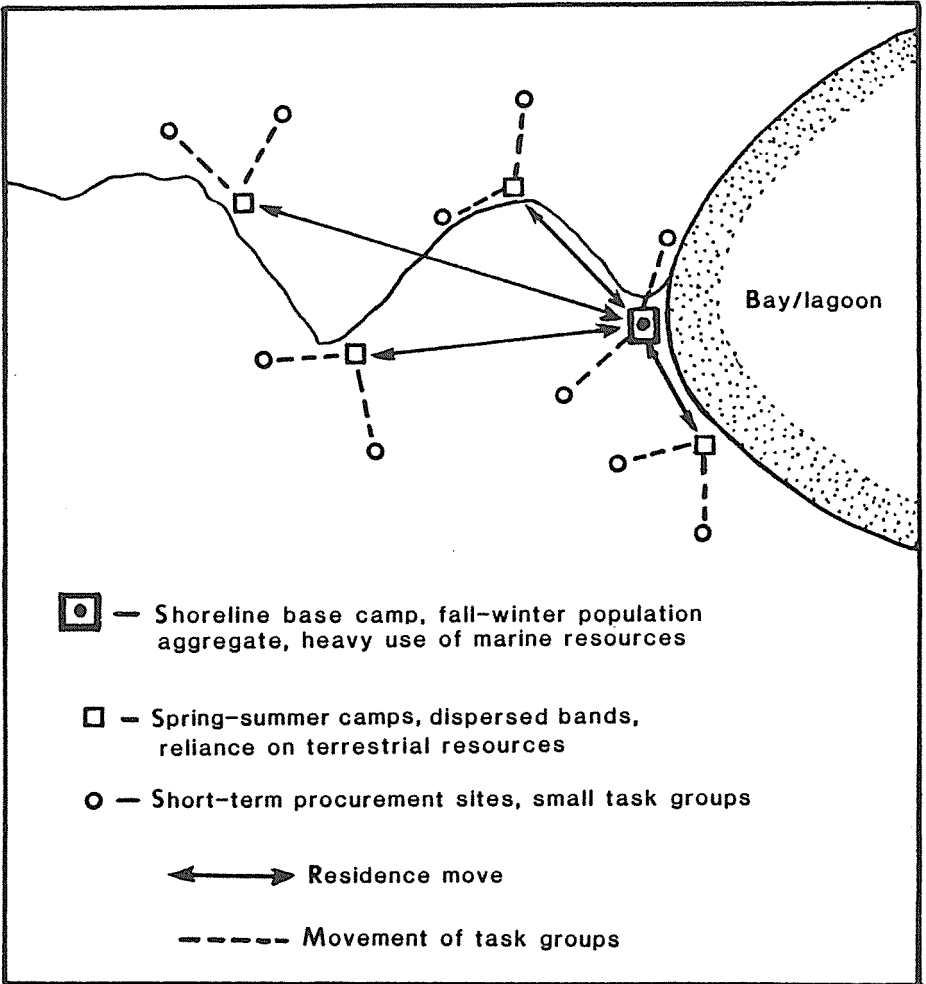 Bay/lagoon
— Shoreline base camp, fall-winter population
aggregate, heavy use of marine resources
— Spring-summer camps, dispersed bands,
reliance on terrestrial resources
— Short-term procurement sites, small task groups
Residence move
Movement of task groups